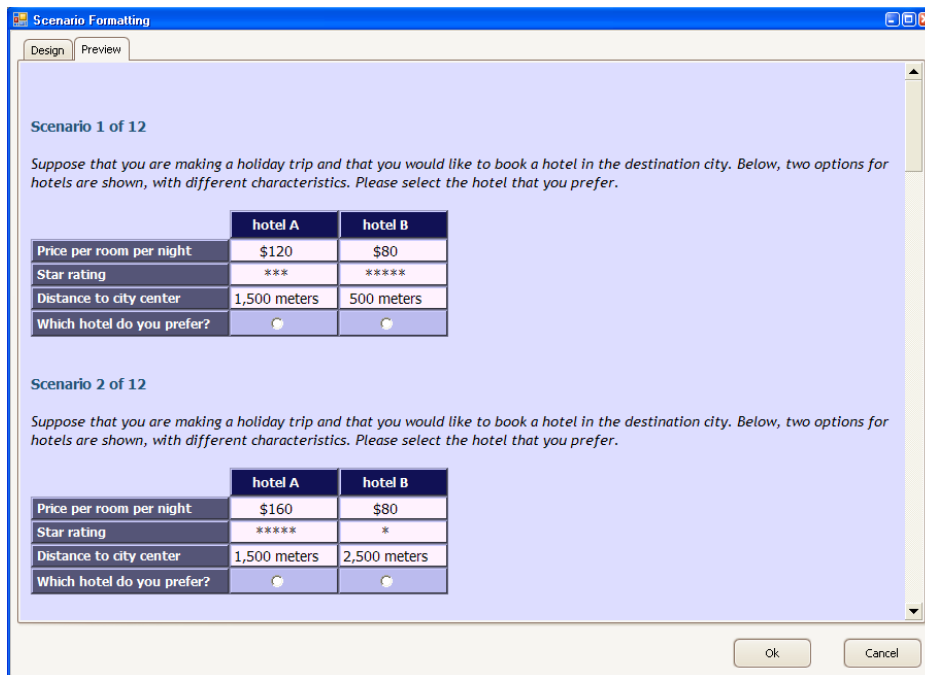 Scenario Formatting
Design Preview
Scenario 1 of 12
Suppose that you are making a holiday trip and that you would like to book a hotel in the destination city. Below, two options for
hotels are shown, with different characteristics. Please select the hotel that you prefer.
hotel A hotel B
Price per room per night $120 $80
Star rating *** *****
Distance to city center 1,500 meters 500 meters
Which hotel do you prefer?
Scenario 2 of 12
Suppose that you are making a holiday trip and that you would like to book a hotel in the destination city. Below, two options for
hotels are shown, with different characteristics. Please select the hotel that you prefer.
hotel A hotel B
Price per room per night $160 $80
Star rating ***** *
Distance to city center 1,500 meters 2,500 meters
Which hotel do you prefer?
Ok Cancel